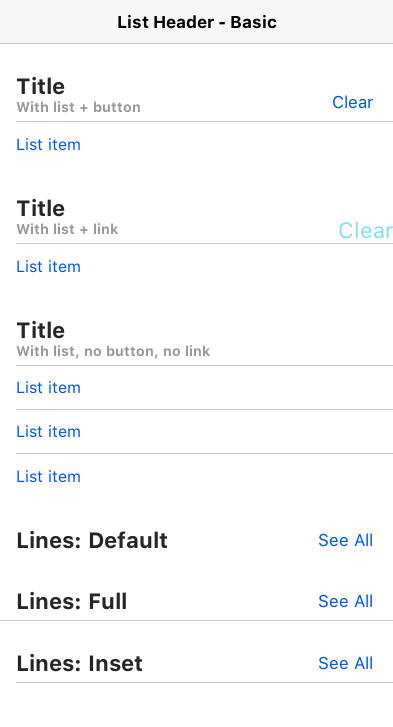 List Header - Basic
Title
With list + button
Clear
List item
Title
With list + link
Clear
List item
Title
With list, no button, no link
List item
List item
List item
Lines: Default
See All
Lines: Full
See All
Lines: Inset
See All